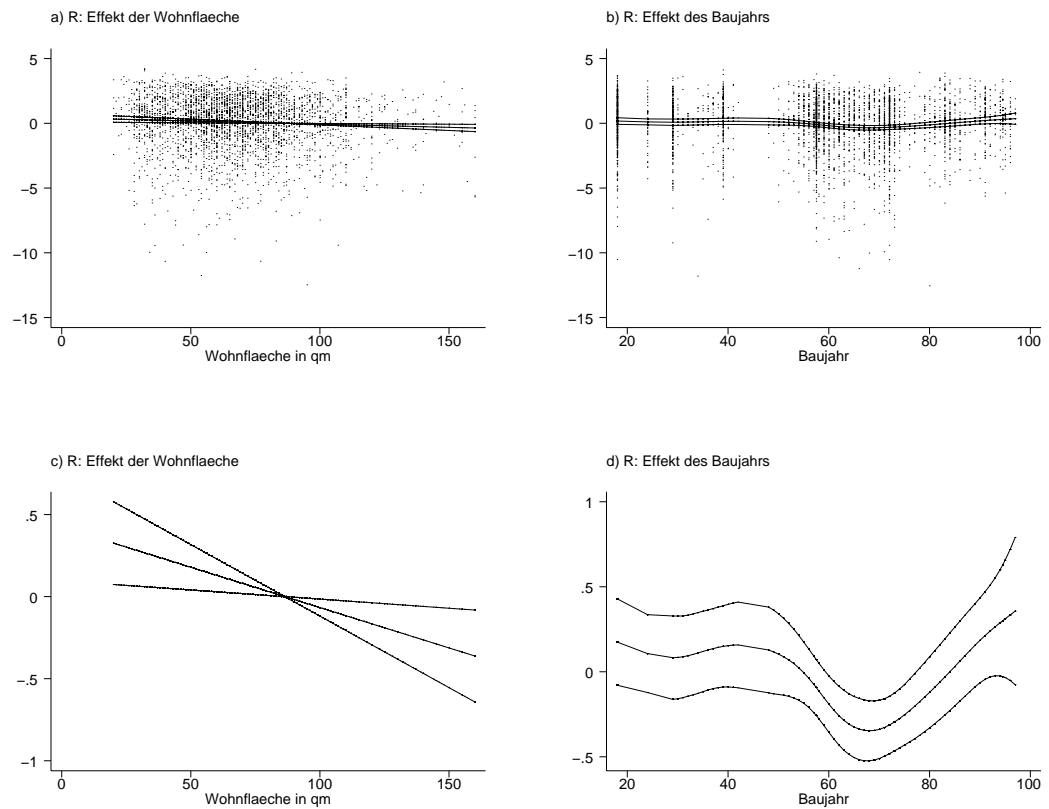 a) R: Effekt der Wohnflaeche
5
0
−5
−10
−15
0 50 100 150
Wohnflaeche in qm
b) R: Effekt des Baujahrs
5
0
−5
−10
−15
20 40 60 80 100
Baujahr
c) R: Effekt der Wohnflaeche
.5
0
−.5
−1
0 50 100 150
Wohnflaeche in qm
d) R: Effekt des Baujahrs
1
.5
0
−.5
20 40 60 80 100
Baujahr